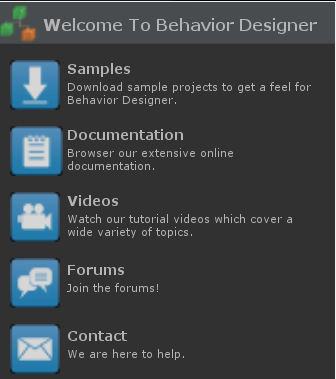 Welcome To Behavior Designer
Samples
Download sample projects to get a feel for
Behavior Designer.
Documentation
Browser our extensive online
documentation.
Videos
Watch our tutorial videos which cover a
wide variety of topics.
Forums
Join the forums!
Contact
We are here to help.